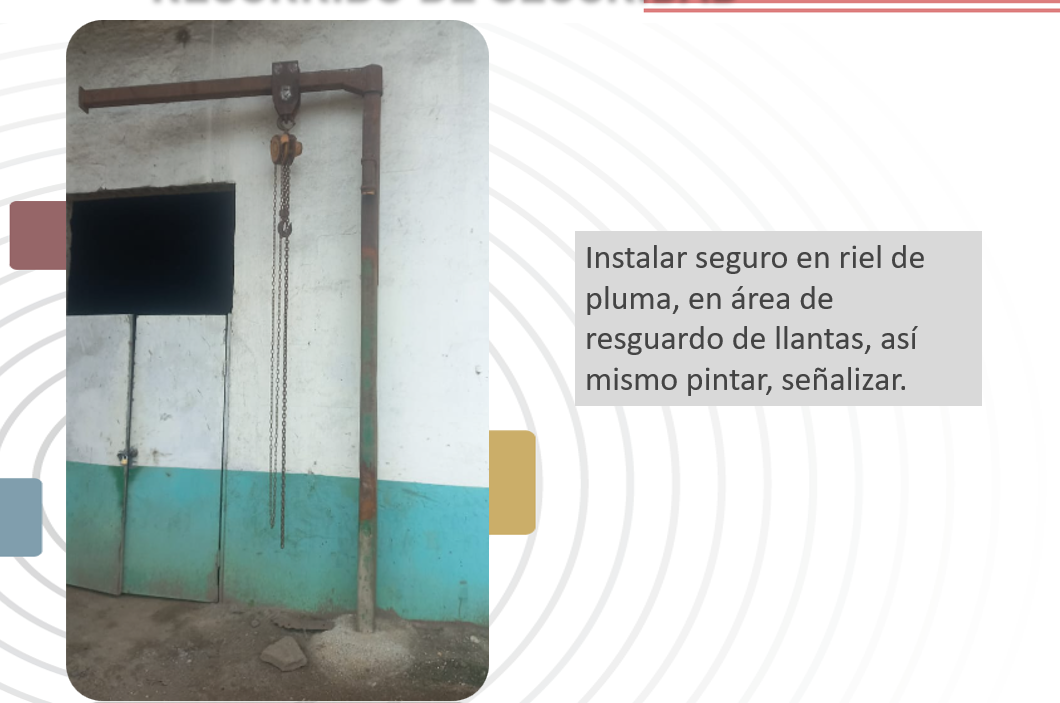 Instalar seguro en riel de
pluma, en área de
resguardo de llantas, así
mismo pintar, señalizar.